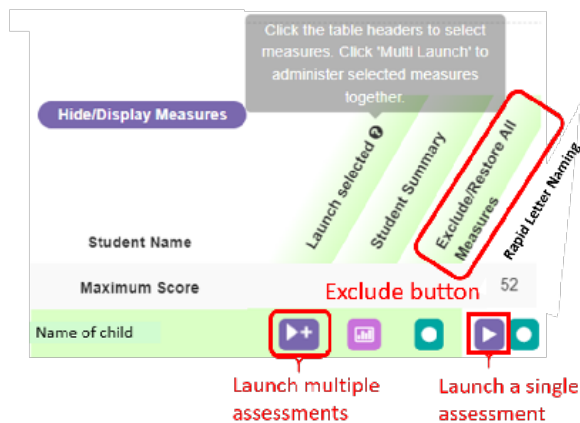 Click the table headers to select
measures. Click 'Multi Launch' to
administer selected measures
together.
Hide/Display Measures
Launch selected ?
Student Summary
Exclude/Restore All
Measures
Rapid Letter Naming
Student Name
Maximum Score
52
Exclude button
Name of child
Launch multiple
assessments
Launch a single
assessment